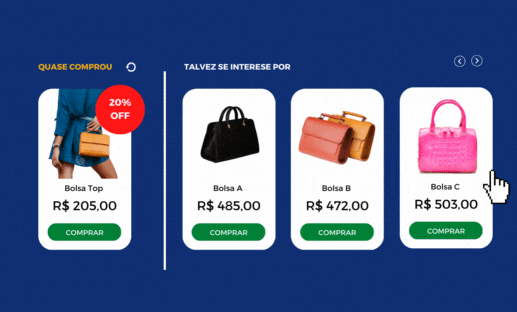 QUASE COMPROU
TALVEZ SE INTERESE POR
20%
OFF
Bolsa Top
R$ 205,00
COMPRAR
Bolsa A
R$ 485,00
COMPRAR
Bolsa B
R$ 472,00
COMPRAR
Bolsa C
R$ 503,00
COMPRAR